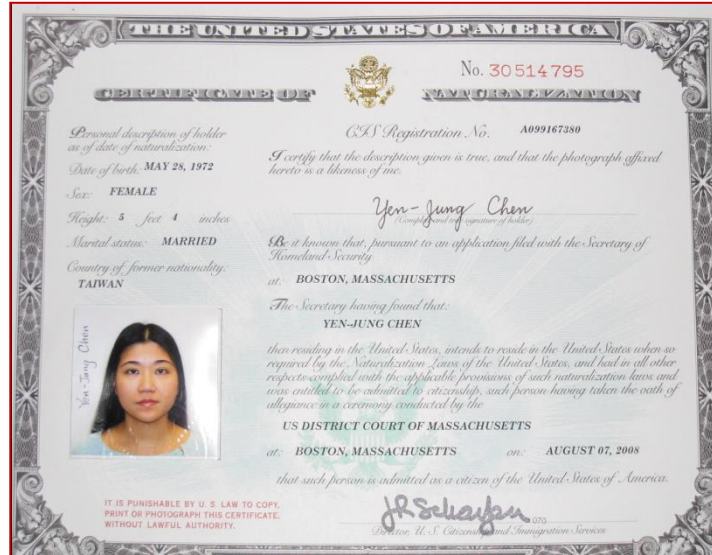 THE UNITED STATES OF AMERICA
No. 30514795
CERTIFICATE OF NATURALIZATION
Personal description of holder
as of date of naturalization:
Date of birth: MAY 28, 1972
Sex: FEMALE
Height: 5 feet 4 inches
Marital status: MARRIED
Country of former nationality:
TAIWAN
Yen-Jung Chen
IT IS PUNISHABLE BY U. S. LAW TO COPY,
PRINT OR PHOTOGRAPH THIS CERTIFICATE,
WITHOUT LAWFUL AUTHORITY.
CIS Registration No. A099167380
I certify that the description given is true, and that the photograph affixed
hereto is a likeness of me.
Yen-Jung Chen
(Complete and true signature of holder)
Be it known that, pursuant to an application filed with the Secretary of
Homeland Security
at: BOSTON, MASSACHUSETTS
The Secretary having found that:
YEN-JUNG CHEN
then residing in the United States, intends to reside in the United States when so
required by the Naturalization Laws of the United States, and had in all other
respects complied with the applicable provisions of such naturalization laws and
was entitled to be admitted to citizenship, such person having taken the oath of
allegiance in a ceremony conducted by the
US DISTRICT COURT OF MASSACHUSETTS
at: BOSTON, MASSACHUSETTS on: AUGUST 07, 2008
that such person is admitted as a citizen of the United States of America.
070
Director, U. S. Citizenship and Immigration Services